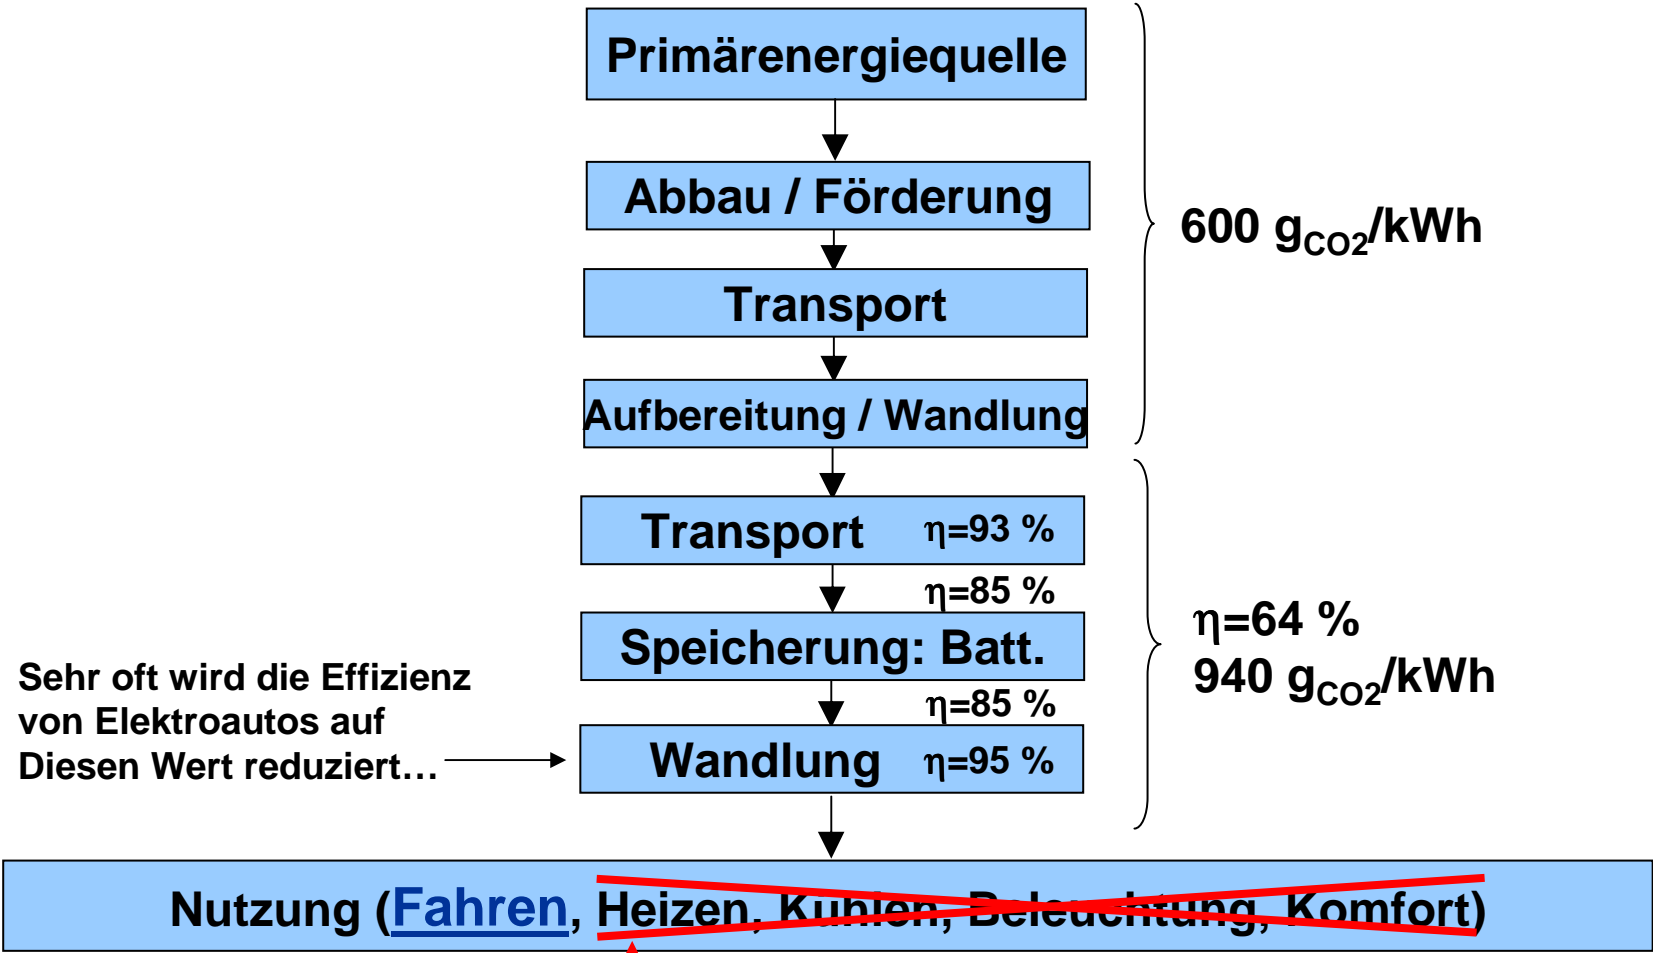 Primärenergiequelle
Abbau / Förderung
600 gCO2/kWh
Transport
Aufbereitung / Wandlung
Transport η=93 %
η=85 %
Speicherung: Batt.
η=64 %
940 gCO2/kWh
η=85 %
Wandlung η=95 %
Sehr oft wird die Effizienz
von Elektroautos auf
Diesen Wert reduziert…
Nutzung (Fahren, Heizen, Kühlen, Beleuchtung, Komfort)